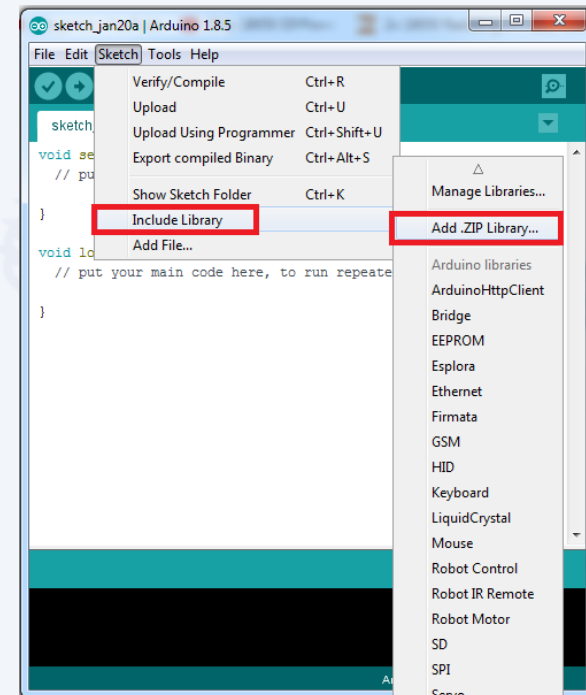 sketch_jan20a | Arduino 1.8.5
File Edit Sketch Tools Help
Verify/Compile Ctrl+R
Upload Ctrl+U
Upload Using Programmer Ctrl+Shift+U
Export compiled Binary Ctrl+Alt+S
Show Sketch Folder Ctrl+K
Include Library
Add File...
sketch_
void se
// pu
}
void lo
// put your main code here, to run repeate
}
Manage Libraries...
Add .ZIP Library...
Arduino libraries
ArduinoHttpClient
Bridge
EEPROM
Esplora
Ethernet
Firmata
GSM
HID
Keyboard
LiquidCrystal
Mouse
Robot Control
Robot IR Remote
Robot Motor
SD
SPI
Servo